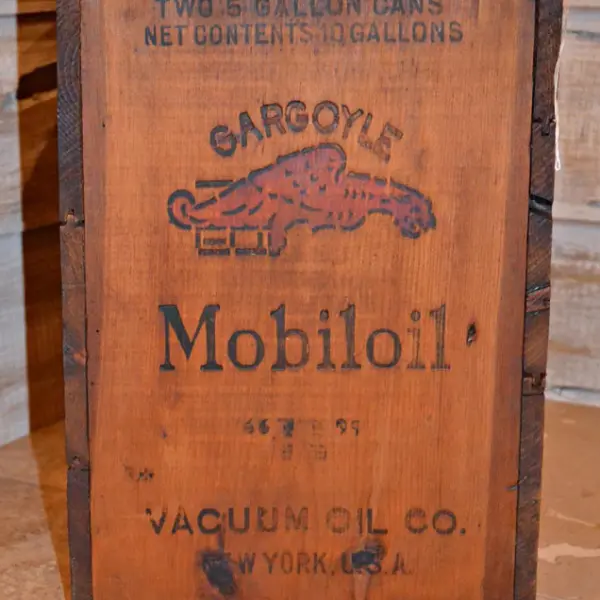 TWO 5 GALLON CANS
NET CONTENTS 10 GALLONS
GARGOYLE
Mobiloil
VACUUM OIL CO.
NEW YORK, U.S.A.